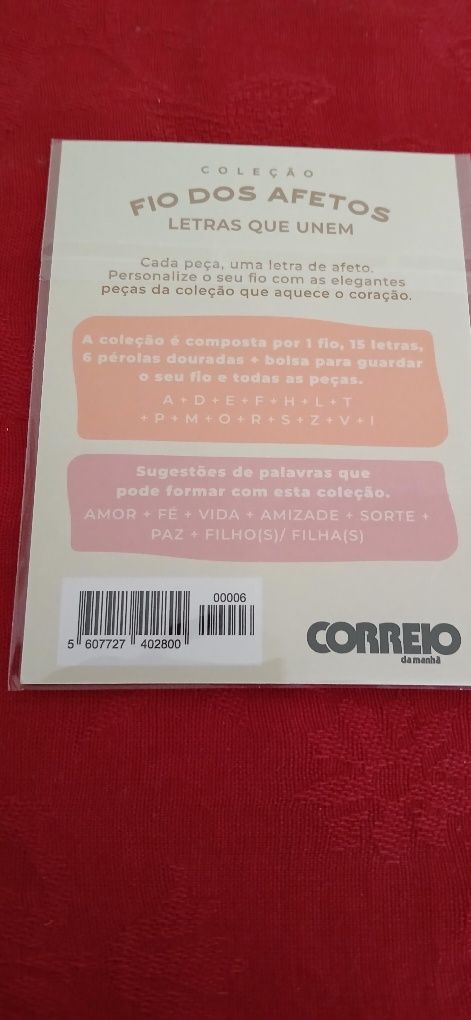 COLEÇÃO
FIO DOS AFETOS
LETRAS QUE UNEM
Cada peça, uma letra de afeto.
Personalize o seu fio com as elegantes
peças da coleção que aquece o coração.
A coleção é composta por 1 fio, 15 letras,
6 pérolas douradas + bolsa para guardar
o seu fio e todas as peças.
A + D + E + F + H + L + T
+ P + M + O + R + S + Z + V + I
Sugestões de palavras que
pode formar com esta coleção.
AMOR + FÉ + VIDA + AMIZADE + SORTE +
PAZ + FILHO(S)/ FILHA(S)
00006
5 607727 402800
CORREIO
da manhã